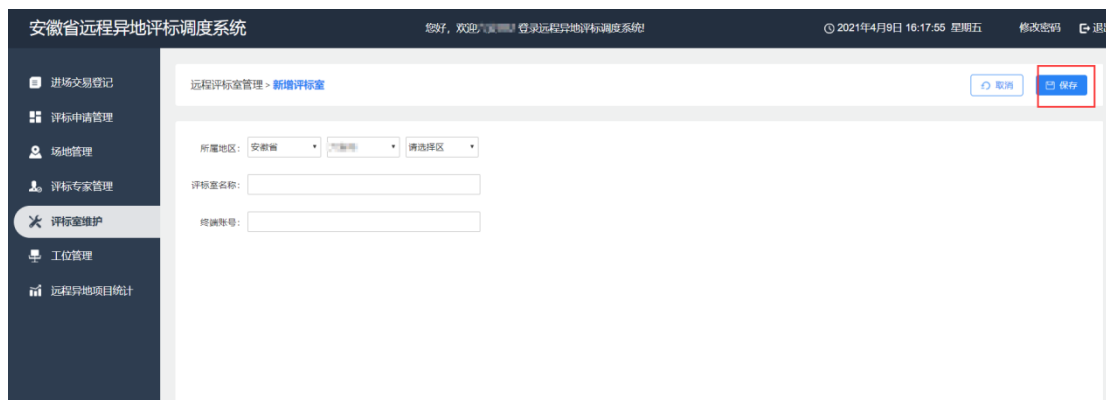 安徽省远程异地评标调度系统
您好，欢迎 登录远程异地评标调度系统!
2021年4月9日 16:17:55 星期五
修改密码
进场交易登记
评标申请管理
场地管理
评标专家管理
评标室维护
工位管理
远程异地项目统计
远程评标室管理 > 新增评标室
取消
保存
所属地区：
安徽省
请选择区
评标室名称：
终端账号：